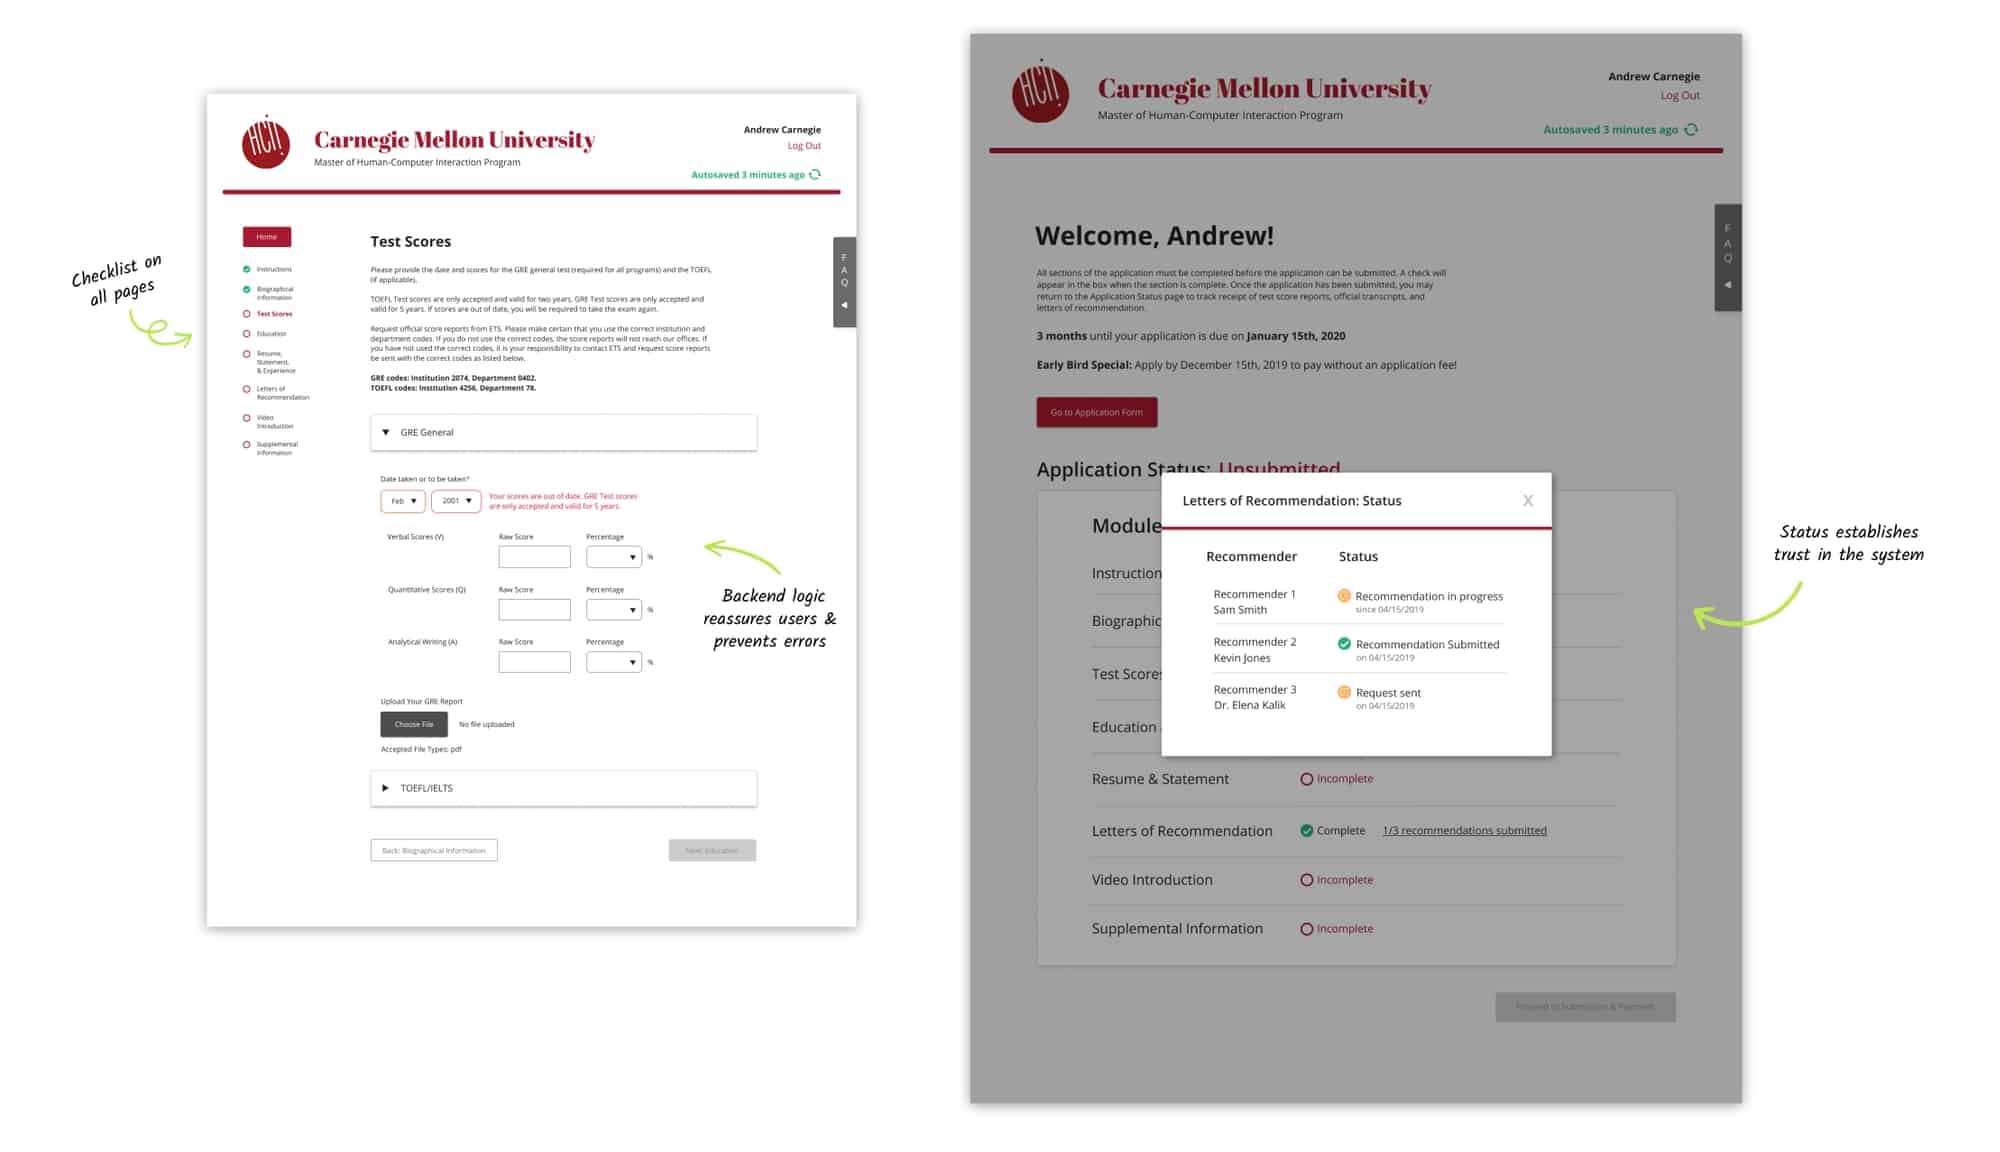 Checklist on
all pages
HCII
Carnegie Mellon University
Master of Human-Computer Interaction Program
Andrew Carnegie
Log Out
Autosaved 3 minutes ago
Home
Instructions
Biographical
Information
Test Scores
Education
Resume,
Statement,
& Experience
Letters of
Recommendation
Video
Introduction
Supplemental
Information
Test Scores
Please provide the date and scores for the GRE general test (required for all programs) and the TOEFL
(if applicable).
TOEFL Test scores are only accepted and valid for two years. GRE Test scores are only accepted and
valid for 5 years. If scores are out of date, you will be required to take the exam again.
Request official score reports from ETS. Please make certain that you use the correct institution and
department codes. If you do not use the correct codes, the score reports will not reach our offices. If
you have not used the correct codes, it is your responsibility to contact ETS and request score reports
be sent with the correct codes as listed below.
GRE codes: Institution 2074, Department 0402.
TOEFL codes: Institution 4256, Department 78.
FAQ
GRE General
Date taken or to be taken*
Feb 2001 Your scores are out of date. GRE Test scores
are only accepted and valid for 5 years.
Verbal Scores (V) Raw Score Percentage
%
Quantitative Scores (Q) Raw Score Percentage
%
Analytical Writing (A) Raw Score Percentage
%
Backend logic
reassures users &
prevents errors
Upload Your GRE Report
Choose File No file uploaded
Accepted File Types: pdf
TOEFL/IELTS
Back: Biographical Information Next: Education
HCII
Carnegie Mellon University
Master of Human-Computer Interaction Program
Andrew Carnegie
Log Out
Autosaved 3 minutes ago
FAQ
Welcome, Andrew!
All sections of the application must be completed before the application can be submitted. A check will
appear in the box when the section is complete. Once the application has been submitted, you may
return to the Application Status page to track receipt of test score reports, official transcripts, and
letters of recommendation.
3 months until your application is due on January 15th, 2020
Early Bird Special: Apply by December 15th, 2019 to pay without an application fee!
Go to Application Form
Application Status: Unsubmitted
Module
Instruction
Biographic
Test Scores
Education
Letters of Recommendation: Status X
Recommender Status
Recommender 1
Sam Smith
Recommendation in progress
since 04/15/2019
Recommender 2
Kevin Jones
Recommendation Submitted
on 04/15/2019
Recommender 3
Dr. Elena Kalik
Request sent
on 04/15/2019
Resume & Statement Incomplete
Letters of Recommendation Complete 1/3 recommendations submitted
Video Introduction Incomplete
Supplemental Information Incomplete
Proceed to Submission & Payment
Status establishes
trust in the system